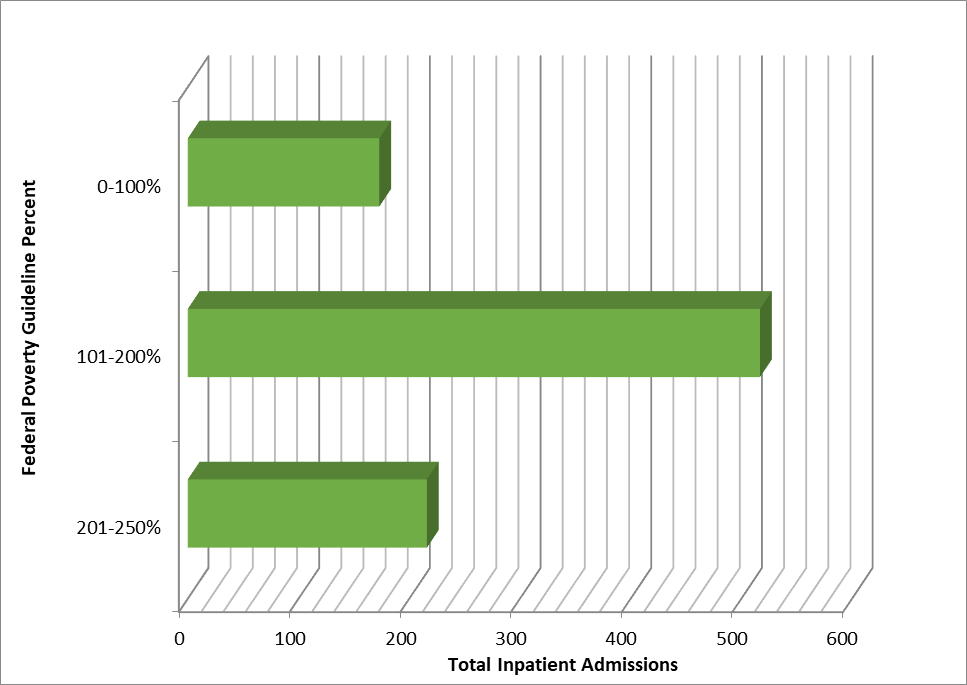 Federal Poverty Guideline Percent
0-100%
101-200%
201-250%
0 100 200 300 400 500 600
Total Inpatient Admissions